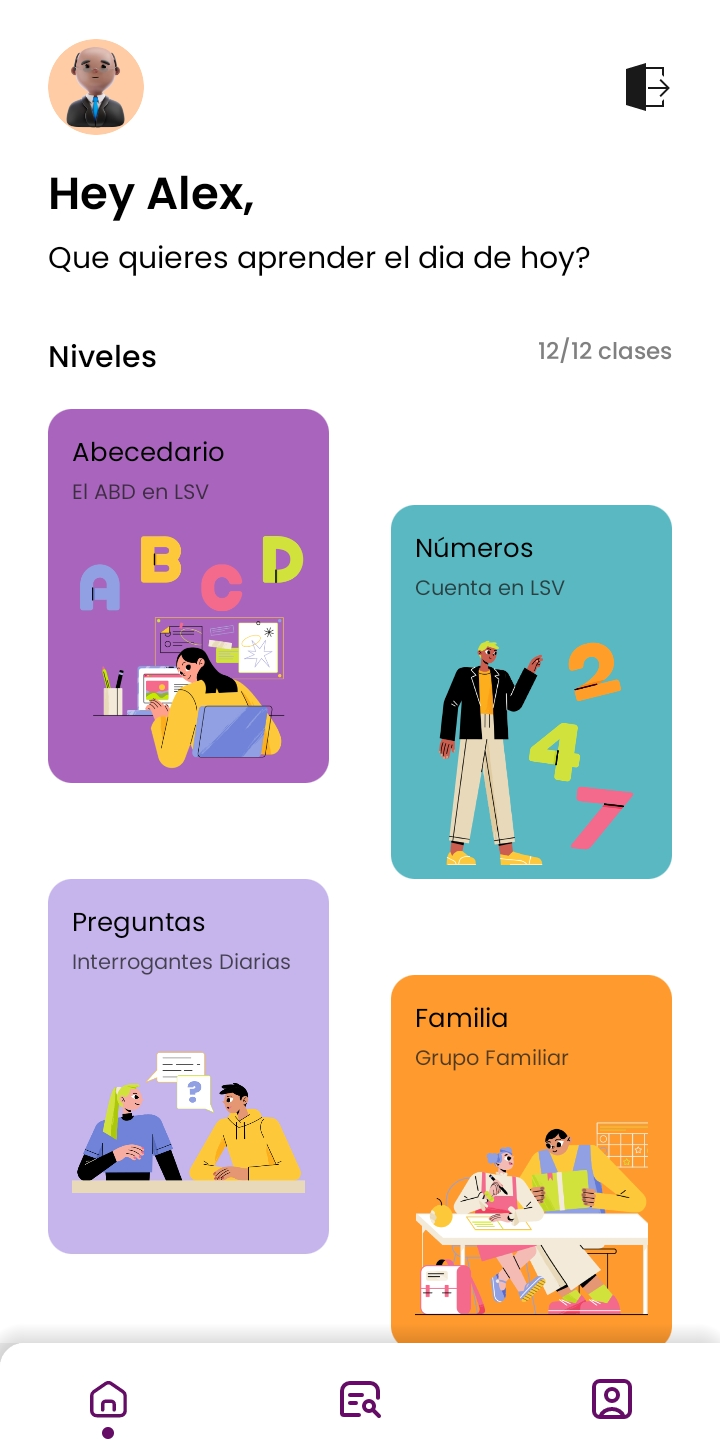 Hey Alex,
Que quieres aprender el dia de hoy?
Niveles
12/12 clases
Abecedario
El ABD en LSV
A B C D
Números
Cuenta en LSV
2
4
7
Preguntas
Interrogantes Diarias
?
Familia
Grupo Familiar